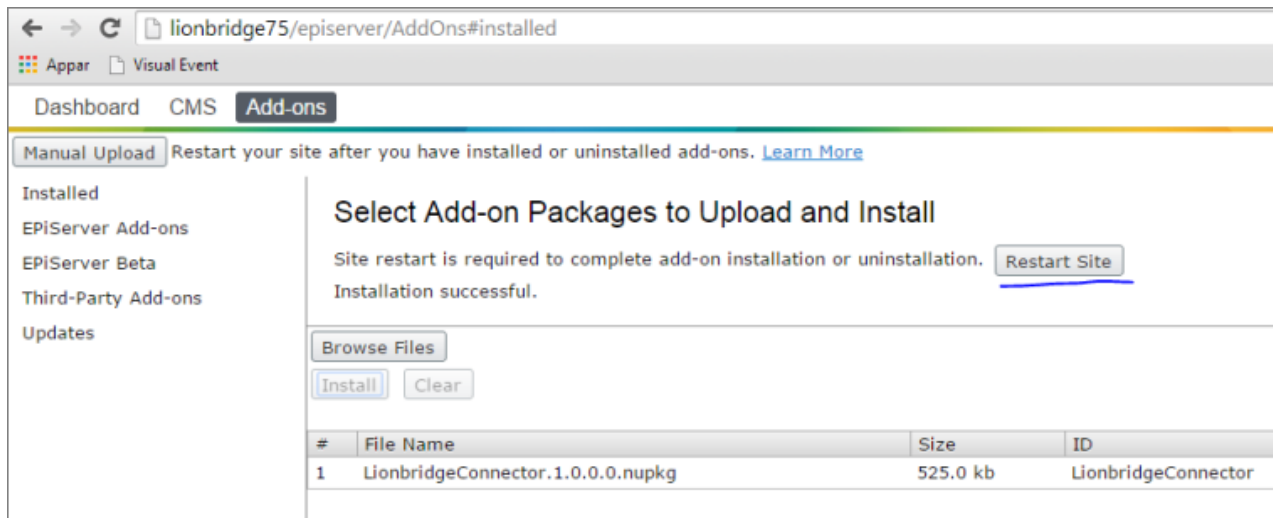 lionbridge75/episerver/AddOns#installed
Appar Visual Event
Dashboard CMS Add-ons
Manual Upload Restart your site after you have installed or uninstalled add-ons. Learn More
Installed
EPiServer Add-ons
EPiServer Beta
Third-Party Add-ons
Updates
Select Add-on Packages to Upload and Install
Site restart is required to complete add-on installation or uninstallation. Restart Site
Installation successful.
Browse Files
Install Clear
# File Name Size ID
1 LionbridgeConnector.1.0.0.0.nupkg 525.0 kb LionbridgeConnector